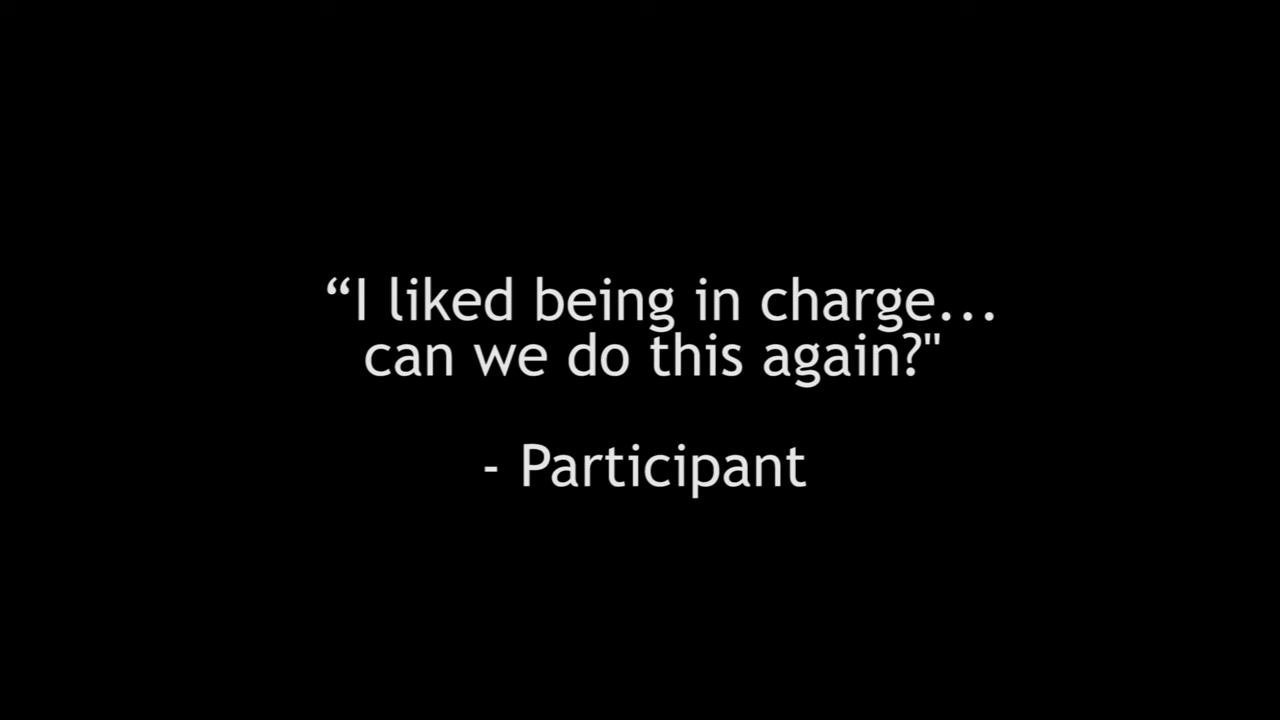 “I liked being in charge...
can we do this again?"
- Participant